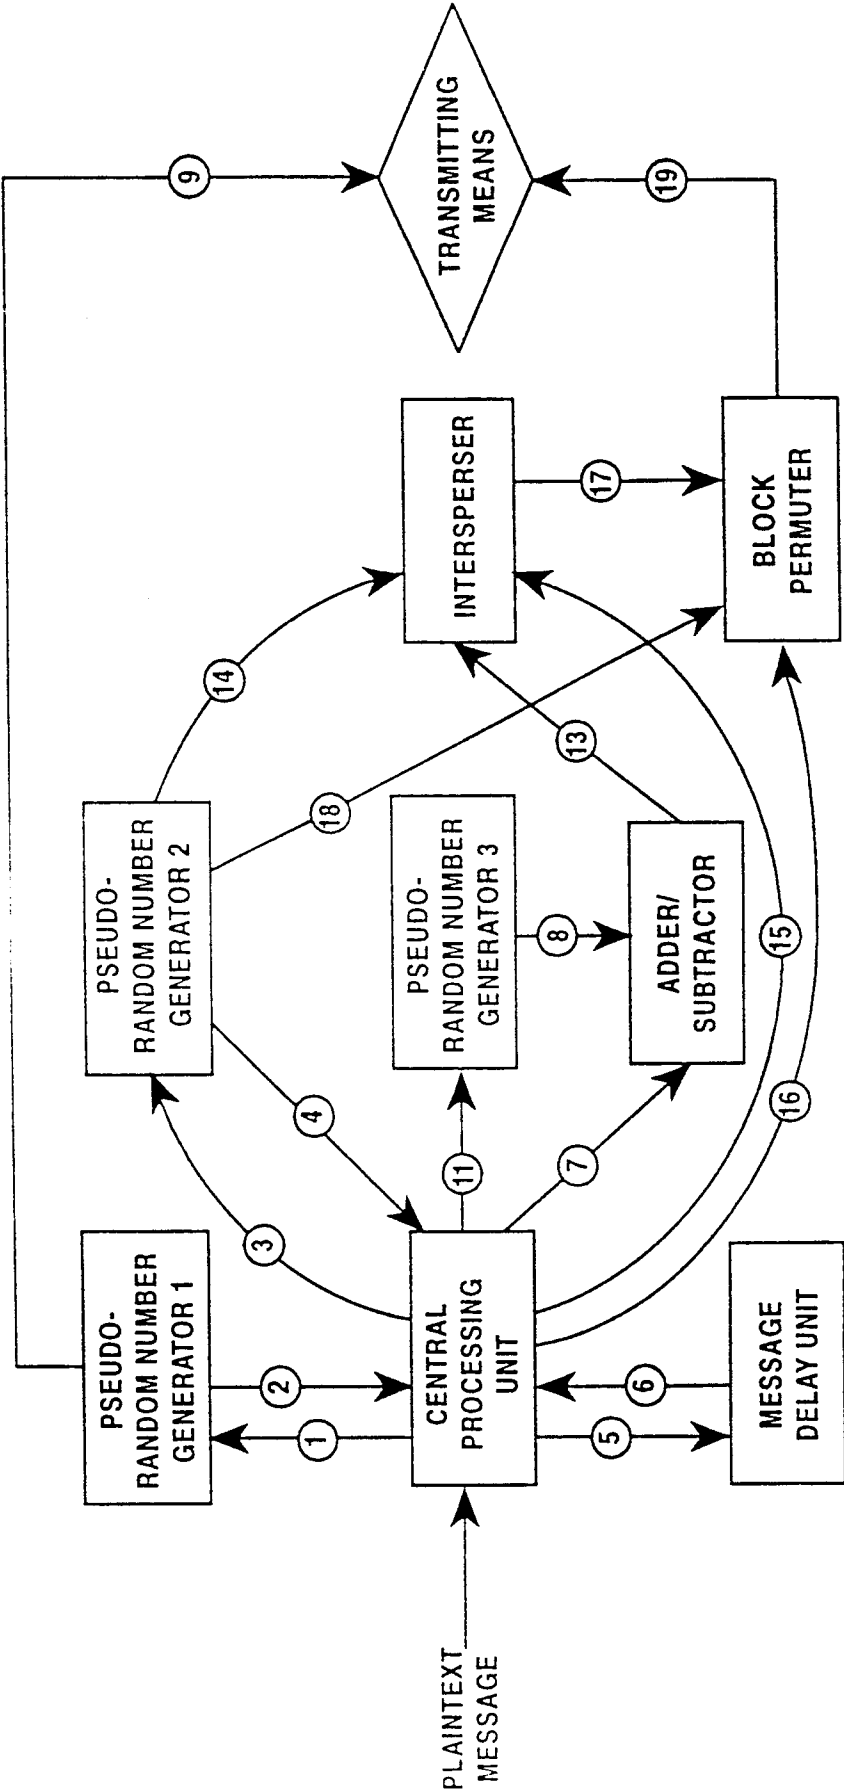 PLAINTEXT
MESSAGE
PSEUDO-
RANDOM NUMBER
GENERATOR 1
1
2
CENTRAL
PROCESSING
UNIT
5
6
MESSAGE
DELAY UNIT
3
4
11
7
PSEUDO-
RANDOM NUMBER
GENERATOR 2
PSEUDO-
RANDOM NUMBER
GENERATOR 3
8
ADDER/
SUBTRACTOR
15
16
14
18
13
INTERSPERSER
17
BLOCK
PERMUTER
9
TRANSMITTING
MEANS
19